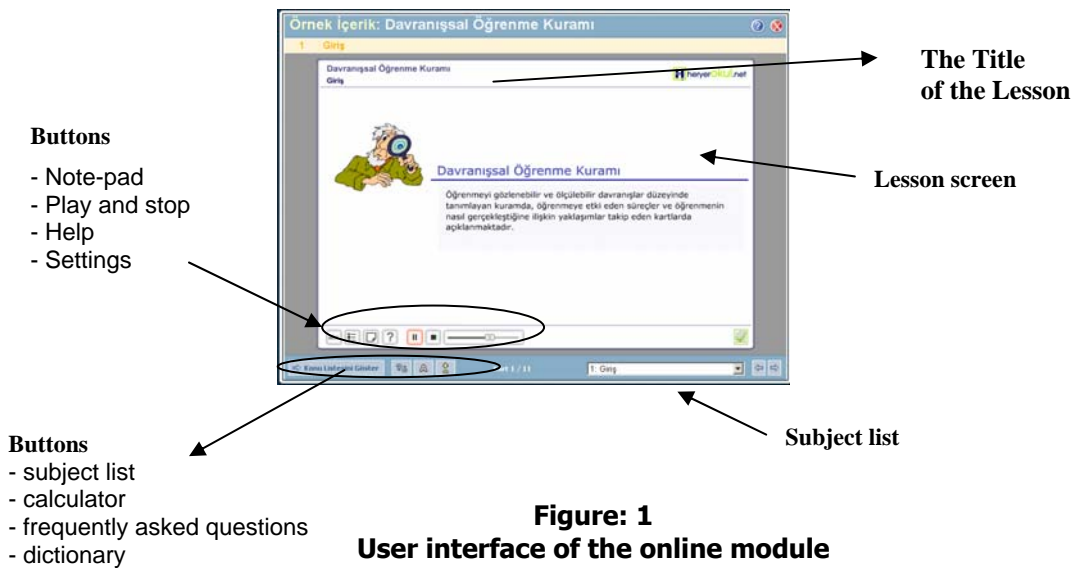 Örnek İçerik: Davranışsal Öğrenme Kuramı
1 Giriş
Davranışsal Öğrenme Kuramı
Giriş
heryerOKUL.net
Davranışsal Öğrenme Kuramı
Öğrenmeyi gözlenebilir ve ölçülebilir davranışlar düzeyinde
tanımlayan kuramda, öğrenmeye etki eden süreçler ve öğrenmenin
nasıl gerçekleştiğine ilişkin yaklaşımlar takip eden kartlarda
açıklanmaktadır.
Konu Listesini Göster
1 / 11
1: Giriş
The Title
of the Lesson
Lesson screen
Subject list
Buttons
- Note-pad
- Play and stop
- Help
- Settings
Buttons
- subject list
- calculator
- frequently asked questions
- dictionary
Figure: 1
User interface of the online module